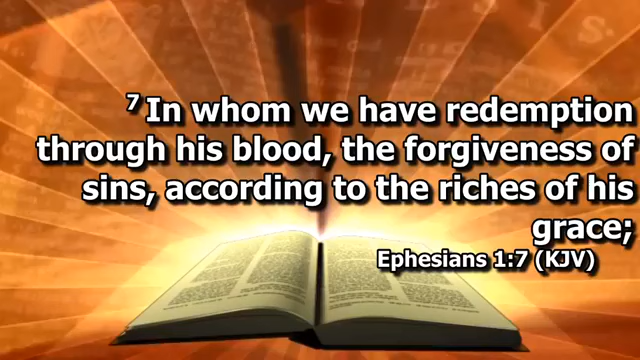 7 In whom we have redemption
through his blood, the forgiveness of
sins, according to the riches of his
grace;
Ephesians 1:7 (KJV)